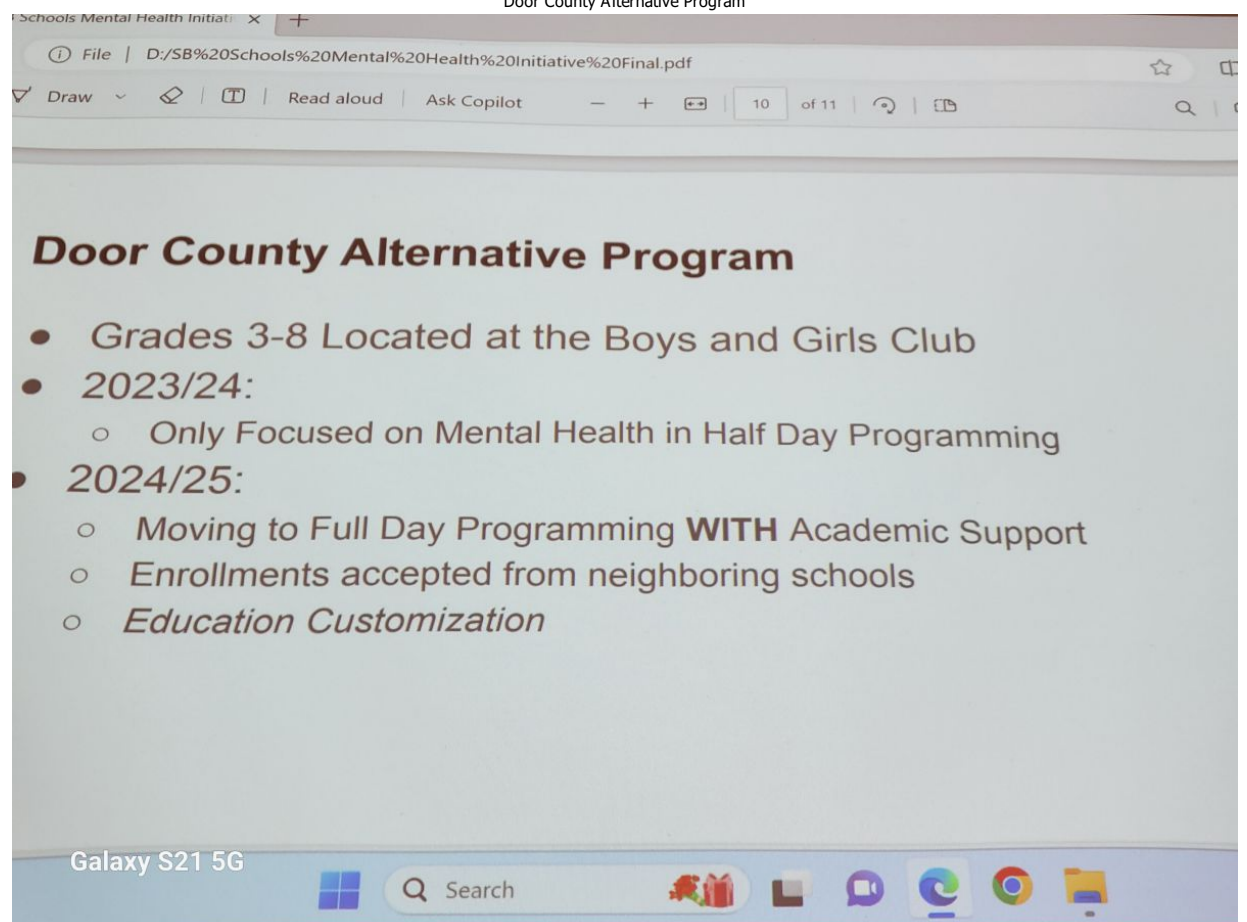 Door County Alternative Program
Schools Mental Health Initiati
File | D:/SB%20Schools%20Mental%20Health%20Initiative%20Final.pdf
Draw Read aloud Ask Copilot 10 of 11
Door County Alternative Program
• Grades 3-8 Located at the Boys and Girls Club
• 2023/24:
○ Only Focused on Mental Health in Half Day Programming
• 2024/25:
○ Moving to Full Day Programming WITH Academic Support
○ Enrollments accepted from neighboring schools
○ Education Customization
Galaxy S21 5G
Search